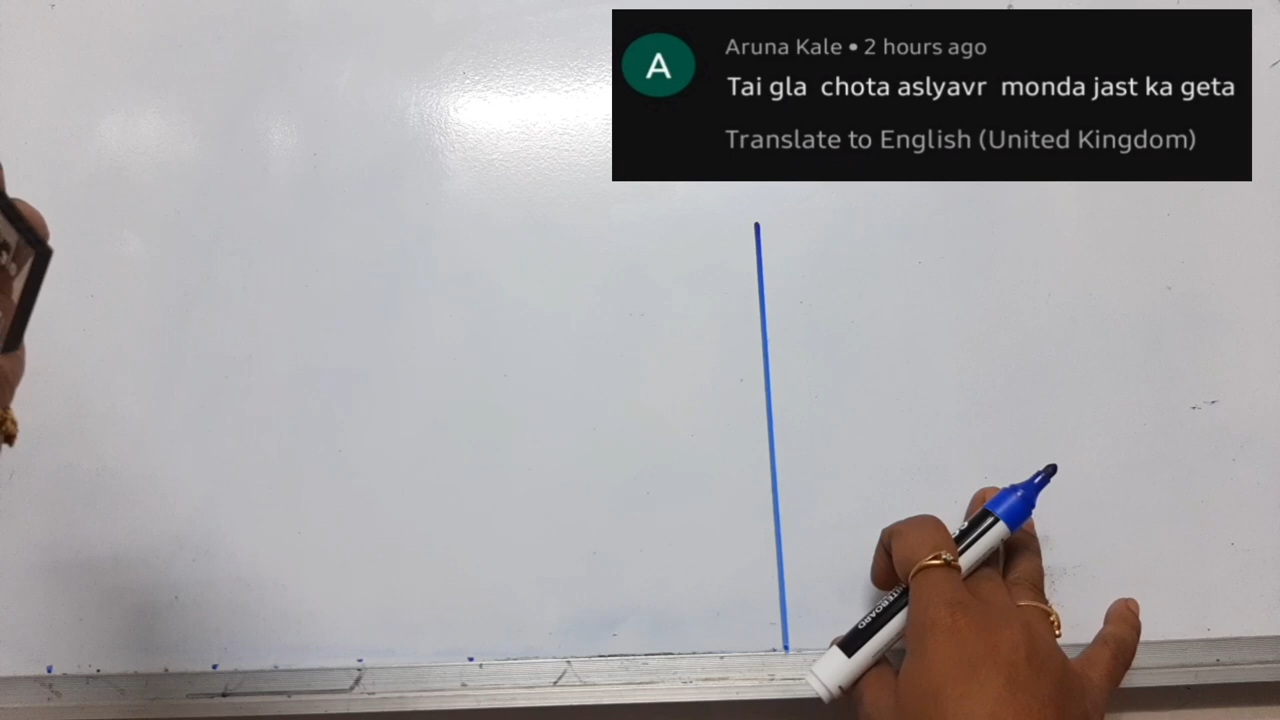 A
Aruna Kale • 2 hours ago
Tai gla chota aslyavr monda jast ka geta
Translate to English (United Kingdom)